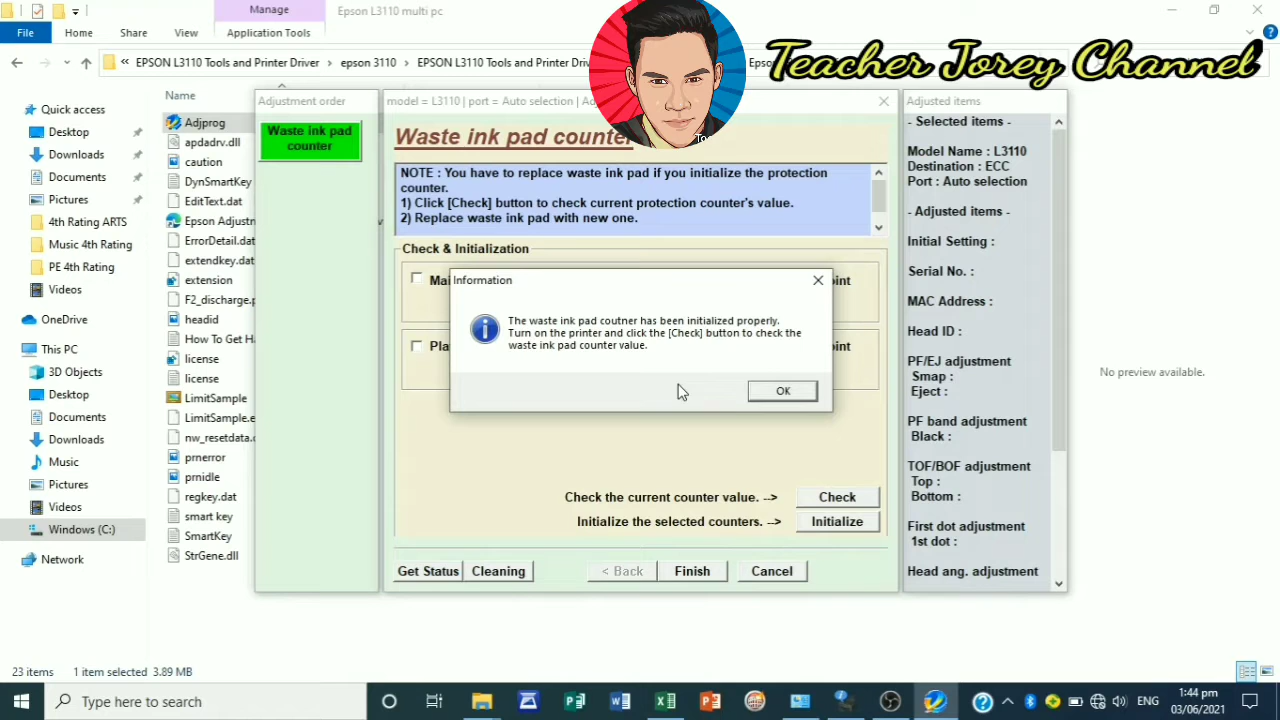 Manage
Epson L3110 multi pc
File
Home
Share
View
Application Tools
Teacher Jorey Channel
EPSON L3110 Tools and Printer Driver
epson 3110
Quick access
Desktop
Downloads
Documents
Pictures
4th Rating ARTS
Music 4th Rating
PE 4th Rating
Videos
OneDrive
This PC
3D Objects
Desktop
Documents
Downloads
Music
Pictures
Videos
Windows (C:)
Network
Name
Adjprog
apdadrv.dll
caution
DynSmartKey
EditText.dat
ErrorDetail.dat
extendkey.dat
extension
headid
license
license
LimitSample
prnerror
prnidle
regkey.dat
smart key
SmartKey
StrGene.dll
Adjustment order
Waste ink pad
counter
model = L3110 | port = Auto selection |
Waste ink pad counter
NOTE : You have to replace waste ink pad if you initialize the protection
counter.
1) Click [Check] button to check current protection counter's value.
2) Replace waste ink pad with new one.
Check & Initialization
Information
The waste ink pad coutner has been initialized properly.
Turn on the printer and click the [Check] button to check the
waste ink pad counter value.
OK
Check the current counter value. -->
Check
Initialize the selected counters. -->
Initialize
Get Status
Cleaning
< Back
Finish
Cancel
Adjusted items
- Selected items -
Model Name : L3110
Destination : ECC
Port : Auto selection
- Adjusted items -
Initial Setting :
Serial No. :
MAC Address :
Head ID :
PF/EJ adjustment
Smap :
Eject :
PF band adjustment
Black :
TOF/BOF adjustment
Top :
Bottom :
First dot adjustment
1st dot :
Head ang. adjustment
No preview available.
23 items
1 item selected
3.89 MB
Type here to search
ENG
1:44 pm
03/06/2021